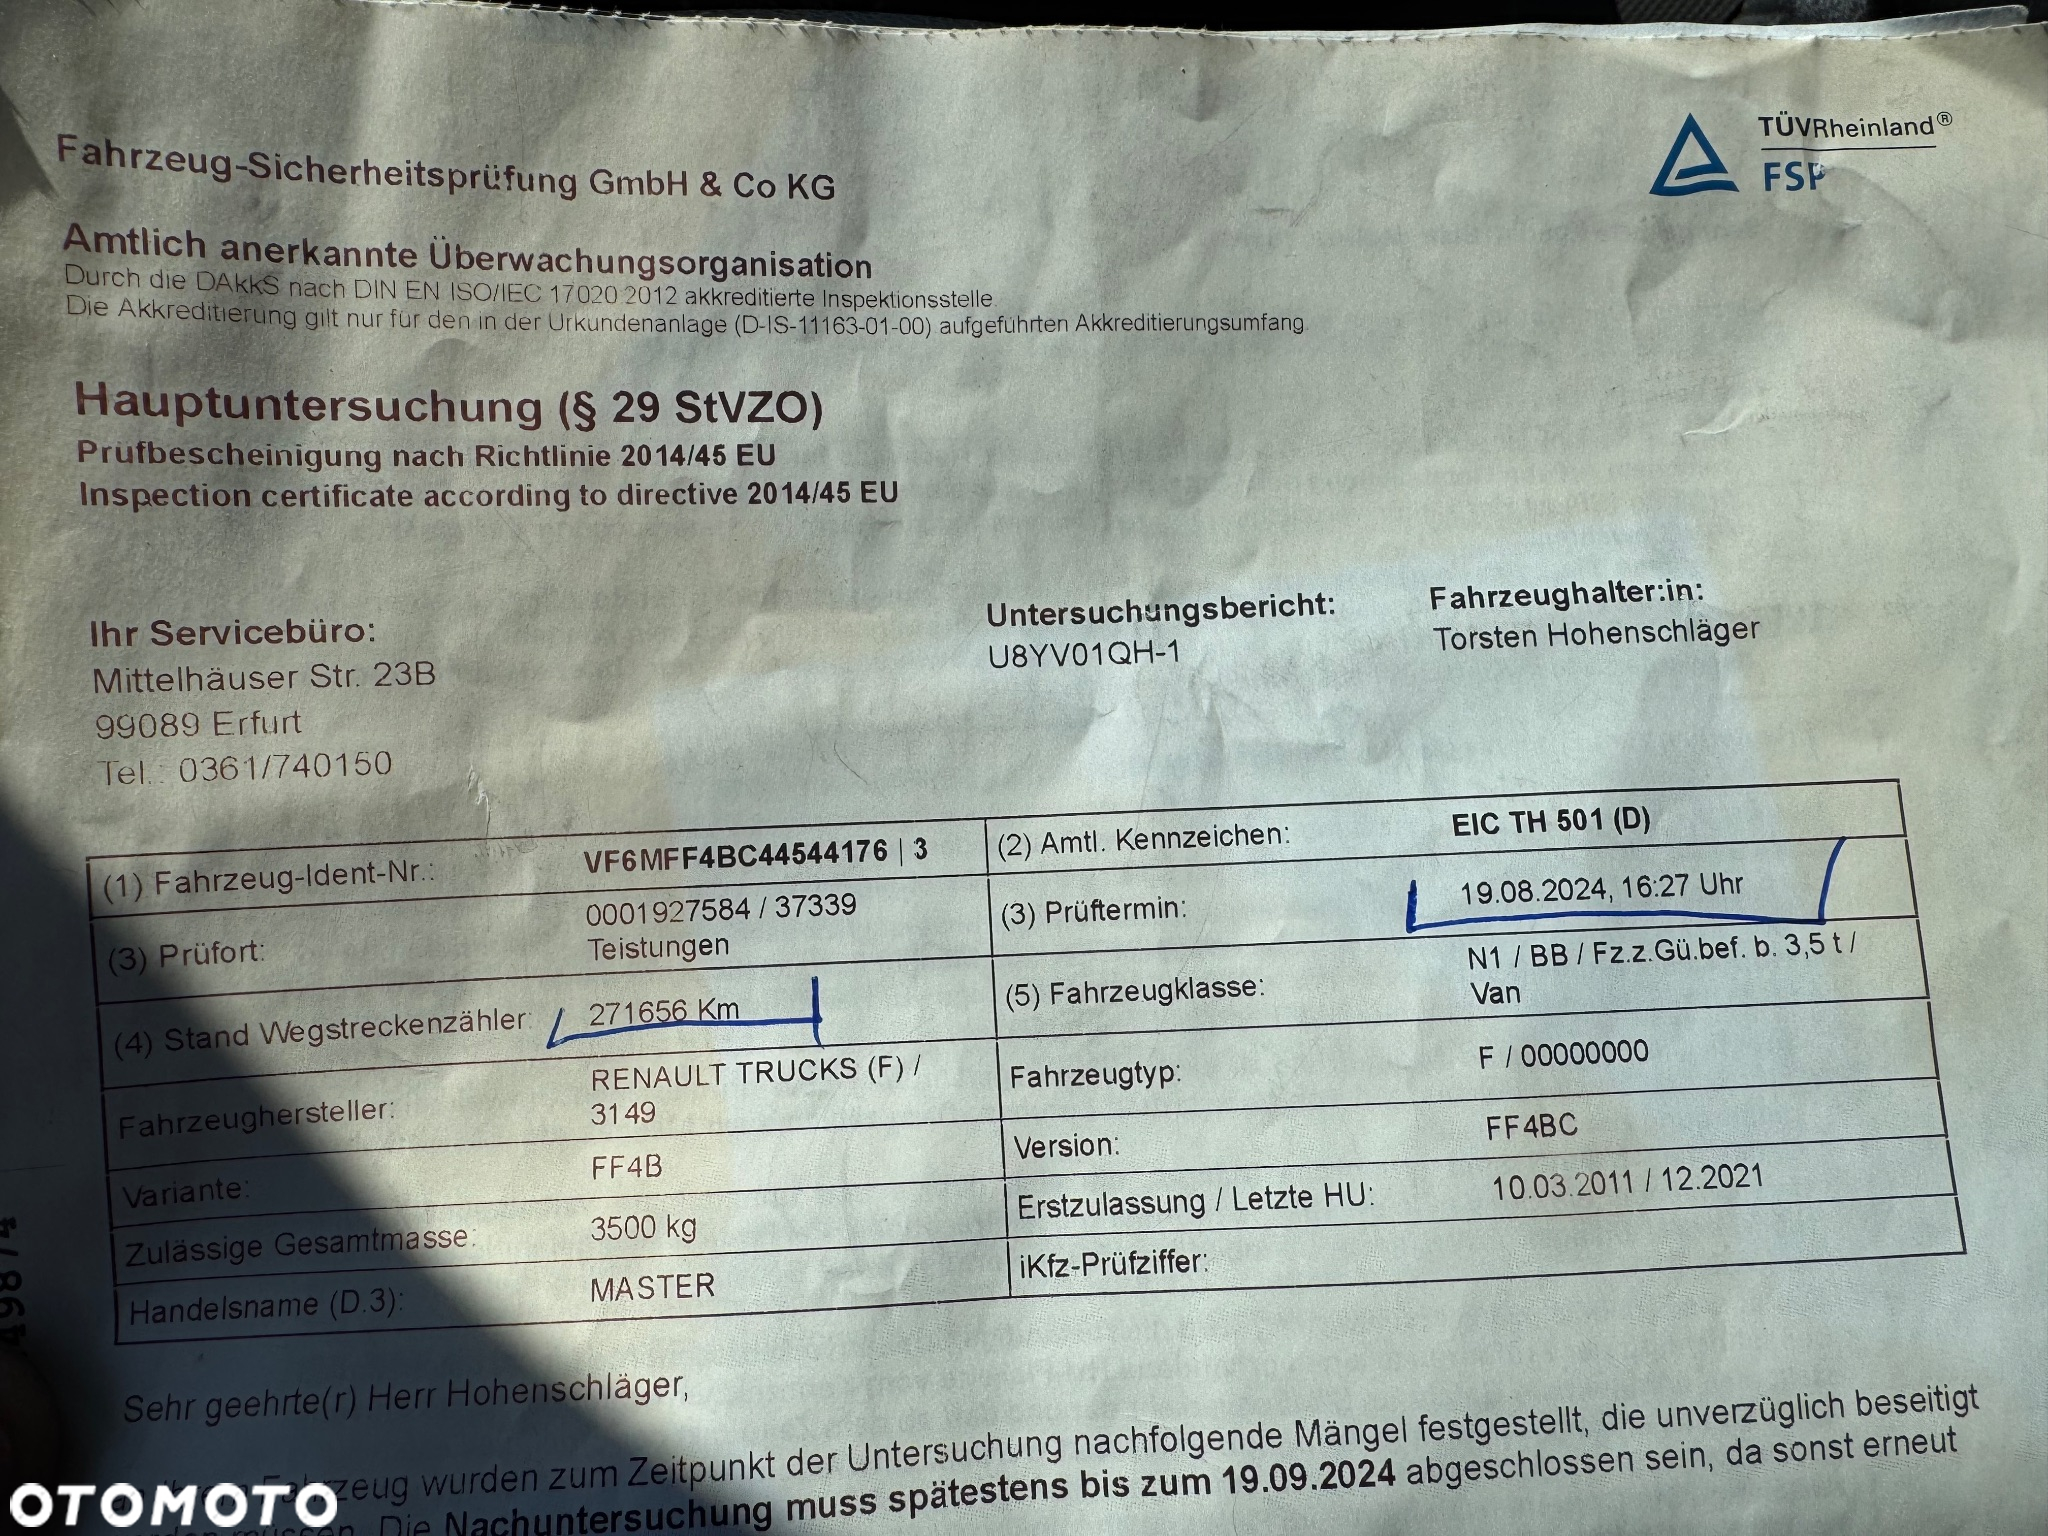 TÜVRheinland®
FSP
Fahrzeug-Sicherheitsprüfung GmbH & Co KG
Amtlich anerkannte Überwachungsorganisation
Durch die DAkkS nach DIN EN ISO/IEC 17020:2012 akkreditierte Inspektionsstelle.
Die Akkreditierung gilt nur für den in der Urkundenanlage (D-IS-11163-01-00) aufgeführten Akkreditierungsumfang.
Hauptuntersuchung (§ 29 StVZO)
Prüfbescheinigung nach Richtlinie 2014/45 EU
Inspection certificate according to directive 2014/45 EU
Ihr Servicebüro:
Mittelhäuser Str. 23B
99089 Erfurt
Tel.: 0361/740150
Untersuchungsbericht:
U8YV01QH-1
Fahrzeughalter:in:
Torsten Hohenschläger
(1) Fahrzeug-Ident-Nr.: VF6MFF4BC44544176 | 3 (2) Amtl. Kennzeichen: EIC TH 501 (D)
(3) Prüfort: 0001927584 / 37339
Teistungen
(3) Prüftermin: 19.08.2024, 16:27 Uhr
(4) Stand Wegstreckenzähler: 271656 Km
(5) Fahrzeugklasse: N1 / BB / Fz.z.Gü.bef. b. 3,5 t /
Van
Fahrzeughersteller: RENAULT TRUCKS (F) /
3149
Fahrzeugtyp: F / 00000000
Variante: FF4B Version: FF4BC
Zulässige Gesamtmasse: 3500 kg Erstzulassung / Letzte HU: 10.03.2011 / 12.2021
Handelsname (D.3): MASTER iKfz-Prüfziffer:
Sehr geehrte(r) Herr Hohenschläger,
Fahrzeug wurden zum Zeitpunkt der Untersuchung nachfolgende Mängel festgestellt, die unverzüglich beseitigt
müssen. Die Nachuntersuchung muss spätestens bis zum 19.09.2024 abgeschlossen sein, da sonst erneut
OTOMOTO